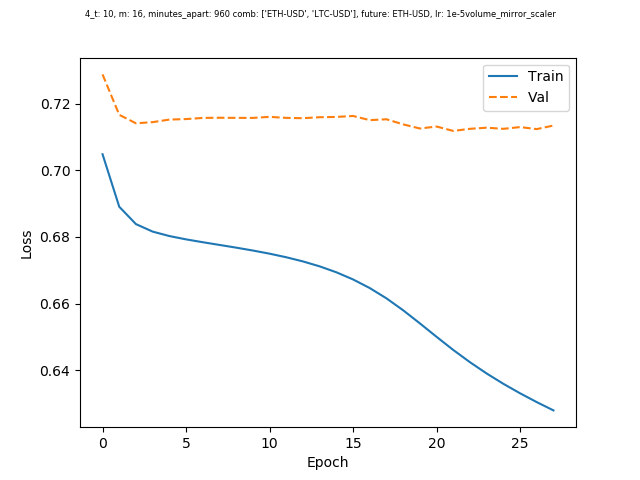 4_t: 10, m: 16, minutes_apart: 960 comb: ['ETH-USD', 'LTC-USD'], future: ETH-USD, lr: 1e-5volume_mirror_scaler
Train
Val
0.72
0.70
0.68
0.66
0.64
Loss
0 5 10 15 20 25
Epoch